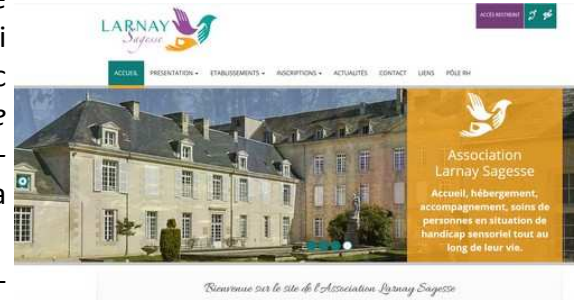 LARNAY
Sagesse
ACCÈS RESTREINT
ACCUEIL PRÉSENTATION ETABLISSEMENTS INSCRIPTIONS ACTUALITÉS CONTACT LIENS PÔLE RH
Association
Larnay Sagesse
Accueil, hébergement,
accompagnement, soins de
personnes en situation de
handicap sensoriel tout au
long de leur vie.
Bienvenue sur le site de l'Association Larnay Sagesse